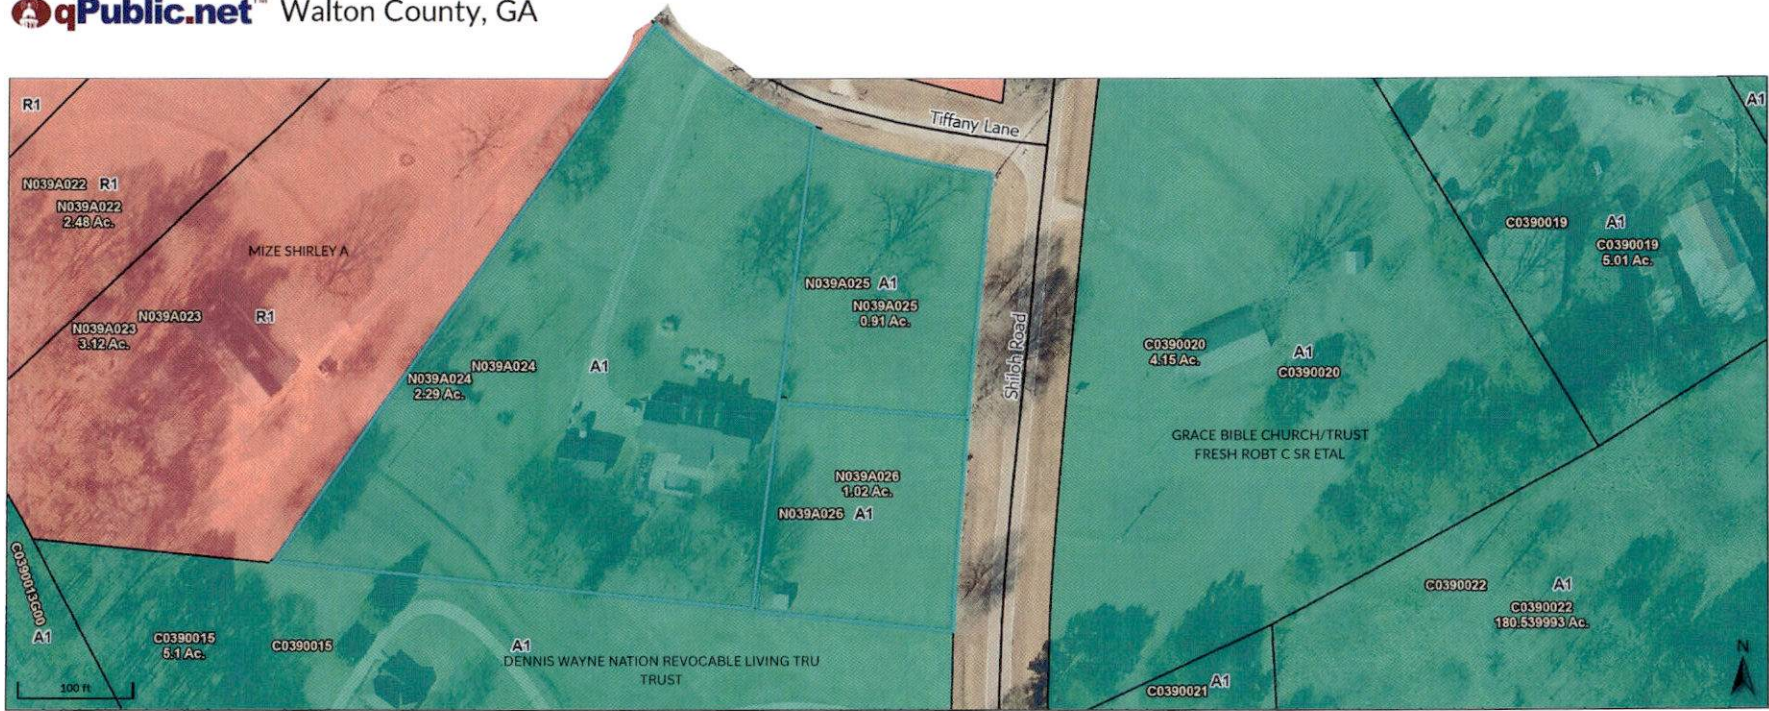 qPublic.net™ Walton County, GA
R1
A1
Tiffany Lane
N039A022 R1
N039A022
2.48 Ac.
MIZE SHIRLEY A
C0390019 A1
C0390019
5.01 Ac.
N039A025 A1
N039A025
0.91 Ac.
N039A023 R1
N039A023
3.12 Ac.
Shiloh Road
C0390020
4.15 Ac.
A1
C0390020
N039A024 A1
N039A024
2.29 Ac.
GRACE BIBLE CHURCH/TRUST
FRESH ROBT C SR ETAL
N039A026
1.02 Ac.
N039A026 A1
C0390013G00
A1
C0390022 A1
C0390022
180.539993 Ac.
C0390015
5.1 Ac.
C0390015
A1
DENNIS WAYNE NATION REVOCABLE LIVING TRU
TRUST
C0390021 A1
100 ft
N